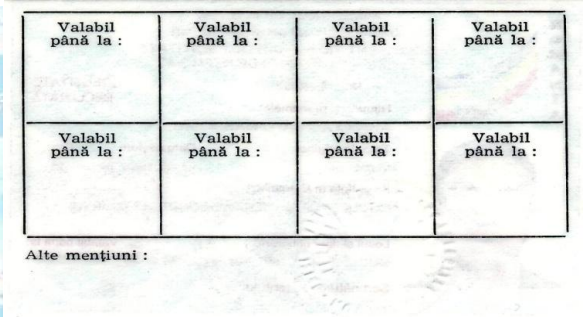 Valabil Valabil Valabil Valabil
până la : până la : până la : până la :
Valabil Valabil Valabil Valabil
până la : până la : până la : până la :
Alte mențiuni :